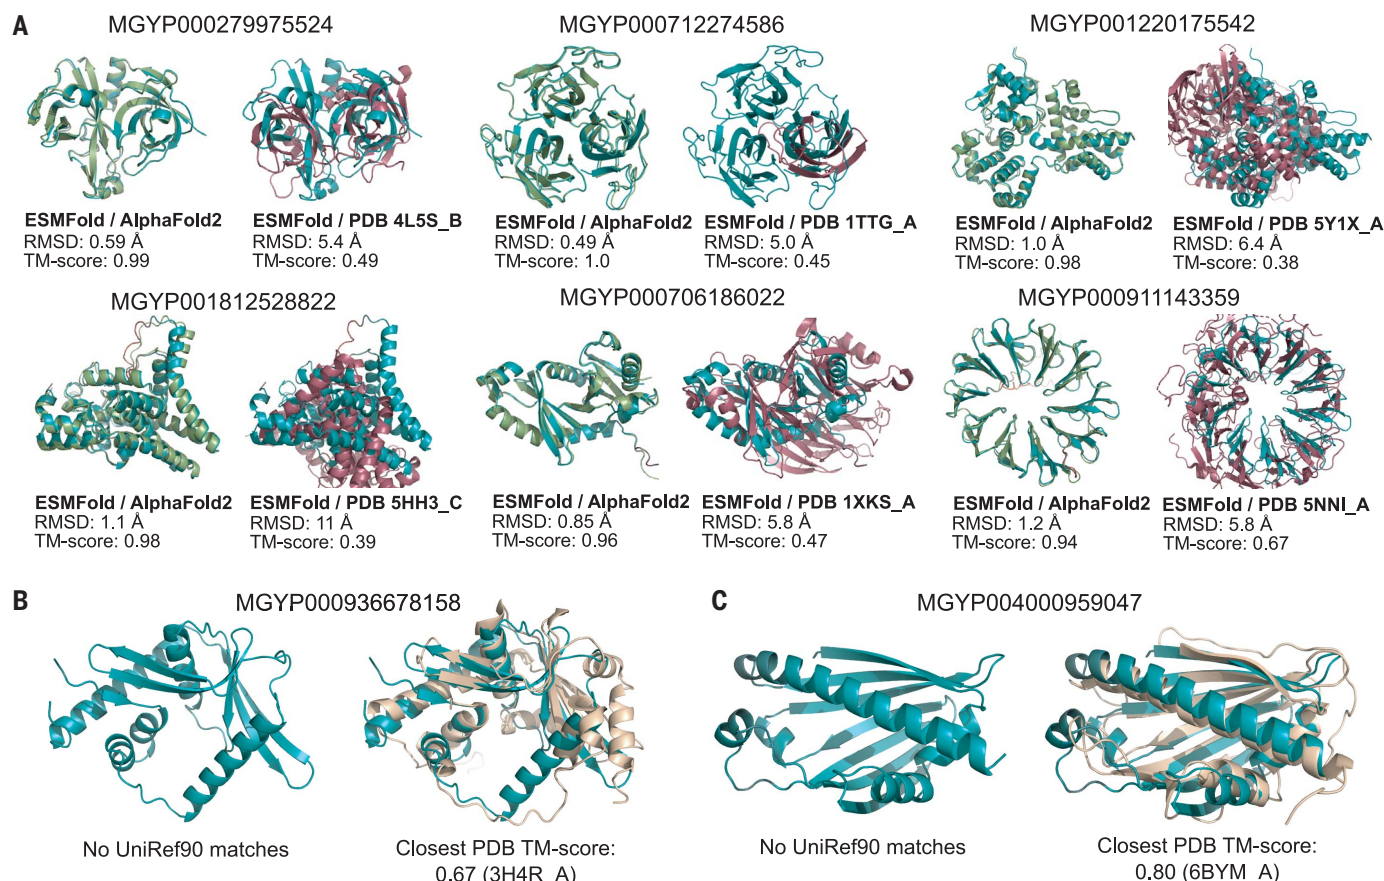 A
MGYP000279975524
MGYP000712274586
MGYP001220175542
ESMFold / AlphaFold2
RMSD: 0.59 Å
TM-score: 0.99
ESMFold / PDB 4L5S_B
RMSD: 5.4 Å
TM-score: 0.49
ESMFold / AlphaFold2
RMSD: 0.49 Å
TM-score: 1.0
ESMFold / PDB 1TTG_A
RMSD: 5.0 Å
TM-score: 0.45
ESMFold / AlphaFold2
RMSD: 1.0 Å
TM-score: 0.98
ESMFold / PDB 5Y1X_A
RMSD: 6.4 Å
TM-score: 0.38
MGYP001812528822
MGYP000706186022
MGYP000911143359
ESMFold / AlphaFold2
RMSD: 1.1 Å
TM-score: 0.98
ESMFold / PDB 5HH3_C
RMSD: 11 Å
TM-score: 0.39
ESMFold / AlphaFold2
RMSD: 0.85 Å
TM-score: 0.96
ESMFold / PDB 1XKS_A
RMSD: 5.8 Å
TM-score: 0.47
ESMFold / AlphaFold2
RMSD: 1.2 Å
TM-score: 0.94
ESMFold / PDB 5NNI_A
RMSD: 5.8 Å
TM-score: 0.67
B
MGYP000936678158
No UniRef90 matches
Closest PDB TM-score:
0.67 (3H4R_A)
C
MGYP004000959047
No UniRef90 matches
Closest PDB TM-score:
0.80 (6BYM_A)